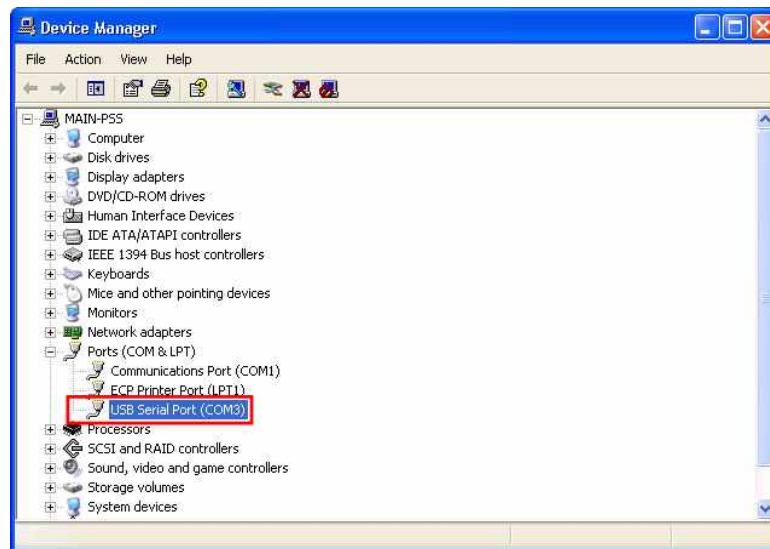 Device Manager
File Action View Help
MAIN-PSS
Computer
Disk drives
Display adapters
DVD/CD-ROM drives
Human Interface Devices
IDE ATA/ATAPI controllers
IEEE 1394 Bus host controllers
Keyboards
Mice and other pointing devices
Monitors
Network adapters
Ports (COM & LPT)
Communications Port (COM1)
ECP Printer Port (LPT1)
USB Serial Port (COM3)
Processors
SCSI and RAID controllers
Sound, video and game controllers
Storage volumes
System devices